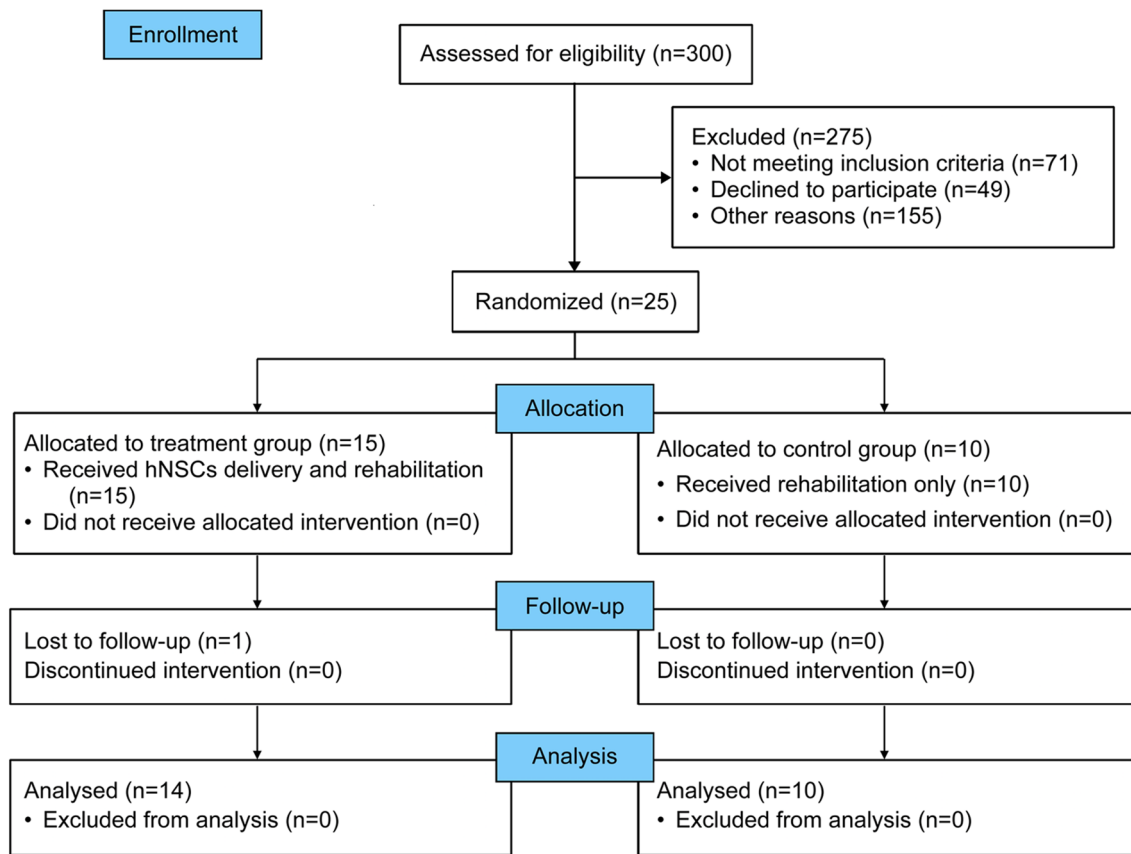 Enrollment
Assessed for eligibility (n=300)
Excluded (n=275)
• Not meeting inclusion criteria (n=71)
• Declined to participate (n=49)
• Other reasons (n=155)
Randomized (n=25)
Allocation
Allocated to treatment group (n=15)
• Received hNSCs delivery and rehabilitation
(n=15)
• Did not receive allocated intervention (n=0)
Allocated to control group (n=10)
• Received rehabilitation only (n=10)
• Did not receive allocated intervention (n=0)
Follow-up
Lost to follow-up (n=1)
Discontinued intervention (n=0)
Lost to follow-up (n=0)
Discontinued intervention (n=0)
Analysis
Analysed (n=14)
• Excluded from analysis (n=0)
Analysed (n=10)
• Excluded from analysis (n=0)